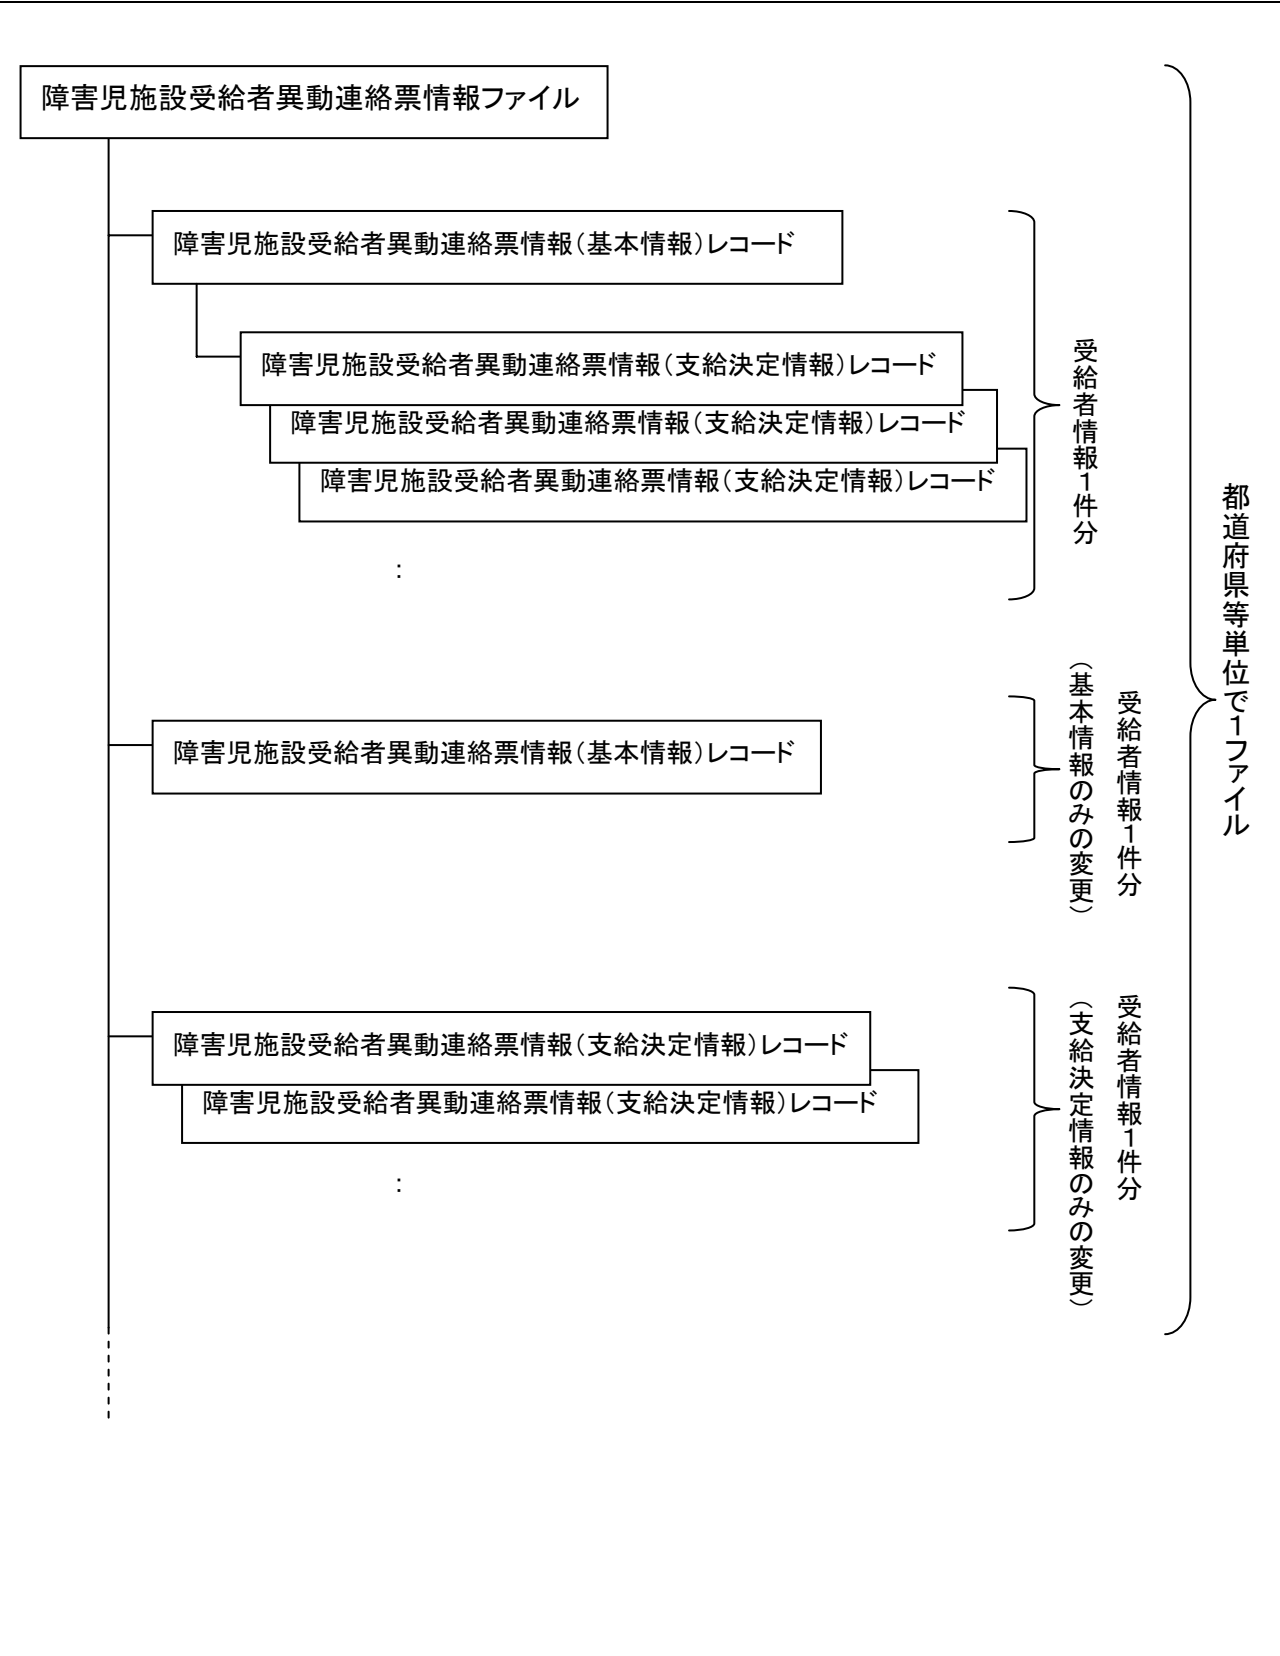 障害児施設受給者異動連絡票情報ファイル
障害児施設受給者異動連絡票情報（基本情報）レコード
障害児施設受給者異動連絡票情報（支給決定情報）レコード
障害児施設受給者異動連絡票情報（支給決定情報）レコード
障害児施設受給者異動連絡票情報（支給決定情報）レコード
：
受給者情報１件分
障害児施設受給者異動連絡票情報（基本情報）レコード
受給者情報１件分
（基本情報のみの変更）
障害児施設受給者異動連絡票情報（支給決定情報）レコード
障害児施設受給者異動連絡票情報（支給決定情報）レコード
：
受給者情報１件分
（支給決定情報のみの変更）
都道府県等単位で１ファイル